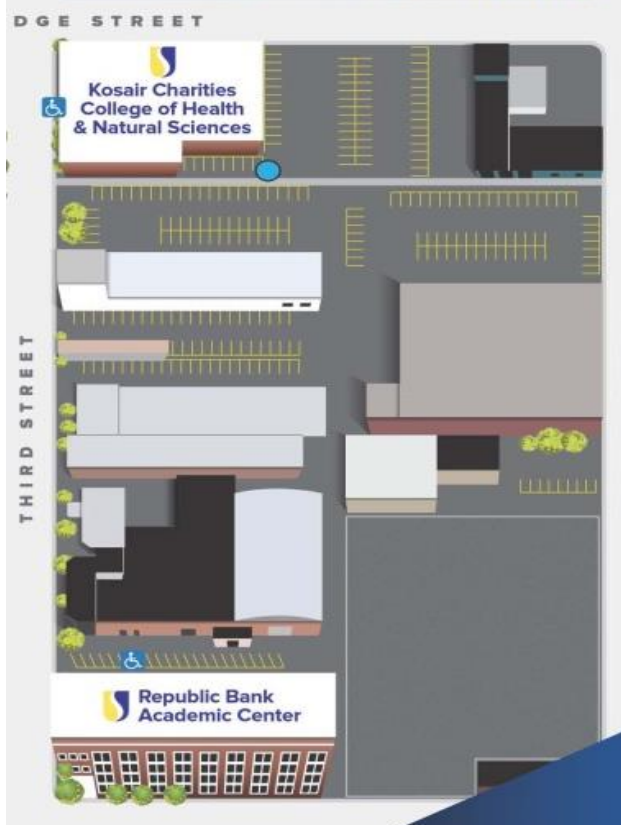 DGE STREET
Kosair Charities
College of Health
& Natural Sciences
THIRD STREET
Republic Bank
Academic Center